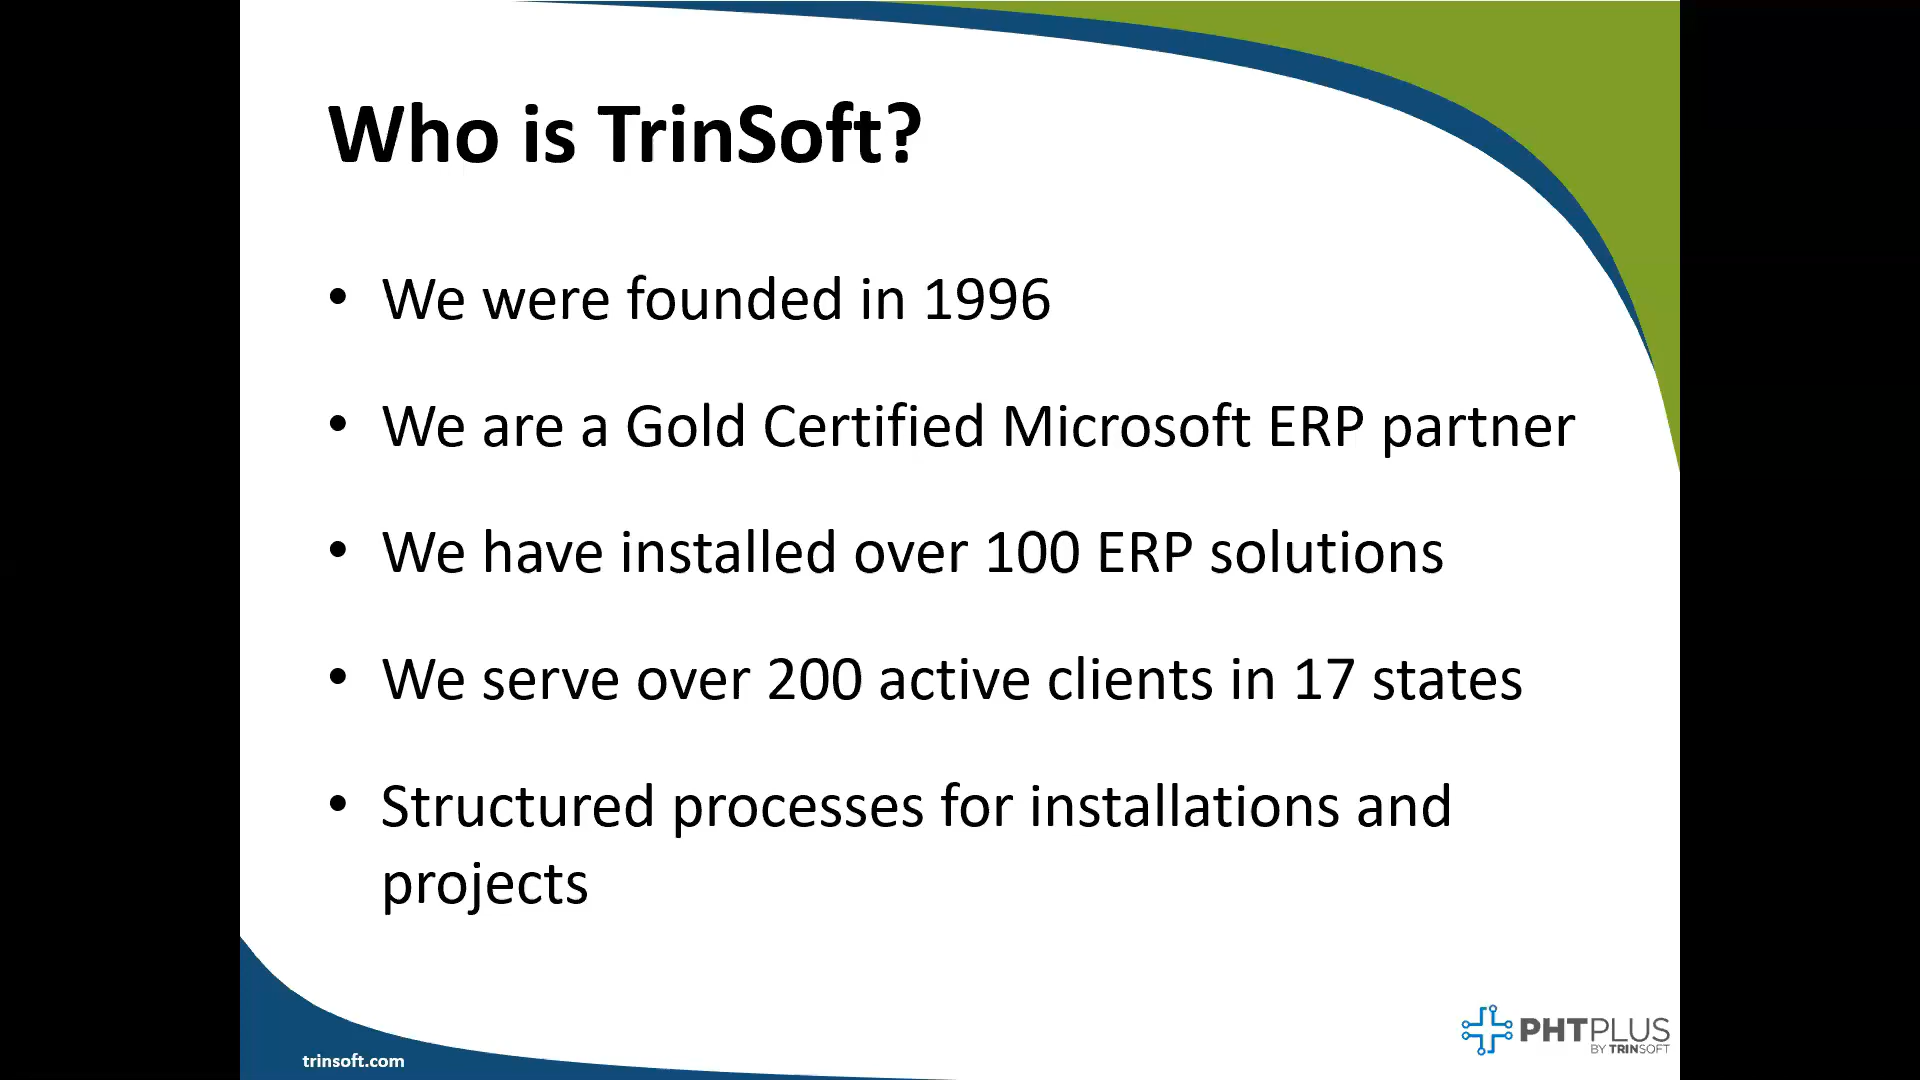 Who is TrinSoft?
• We were founded in 1996
• We are a Gold Certified Microsoft ERP partner
• We have installed over 100 ERP solutions
• We serve over 200 active clients in 17 states
• Structured processes for installations and
projects
trinsoft.com
PHTPLUS
BY TRINSOFT